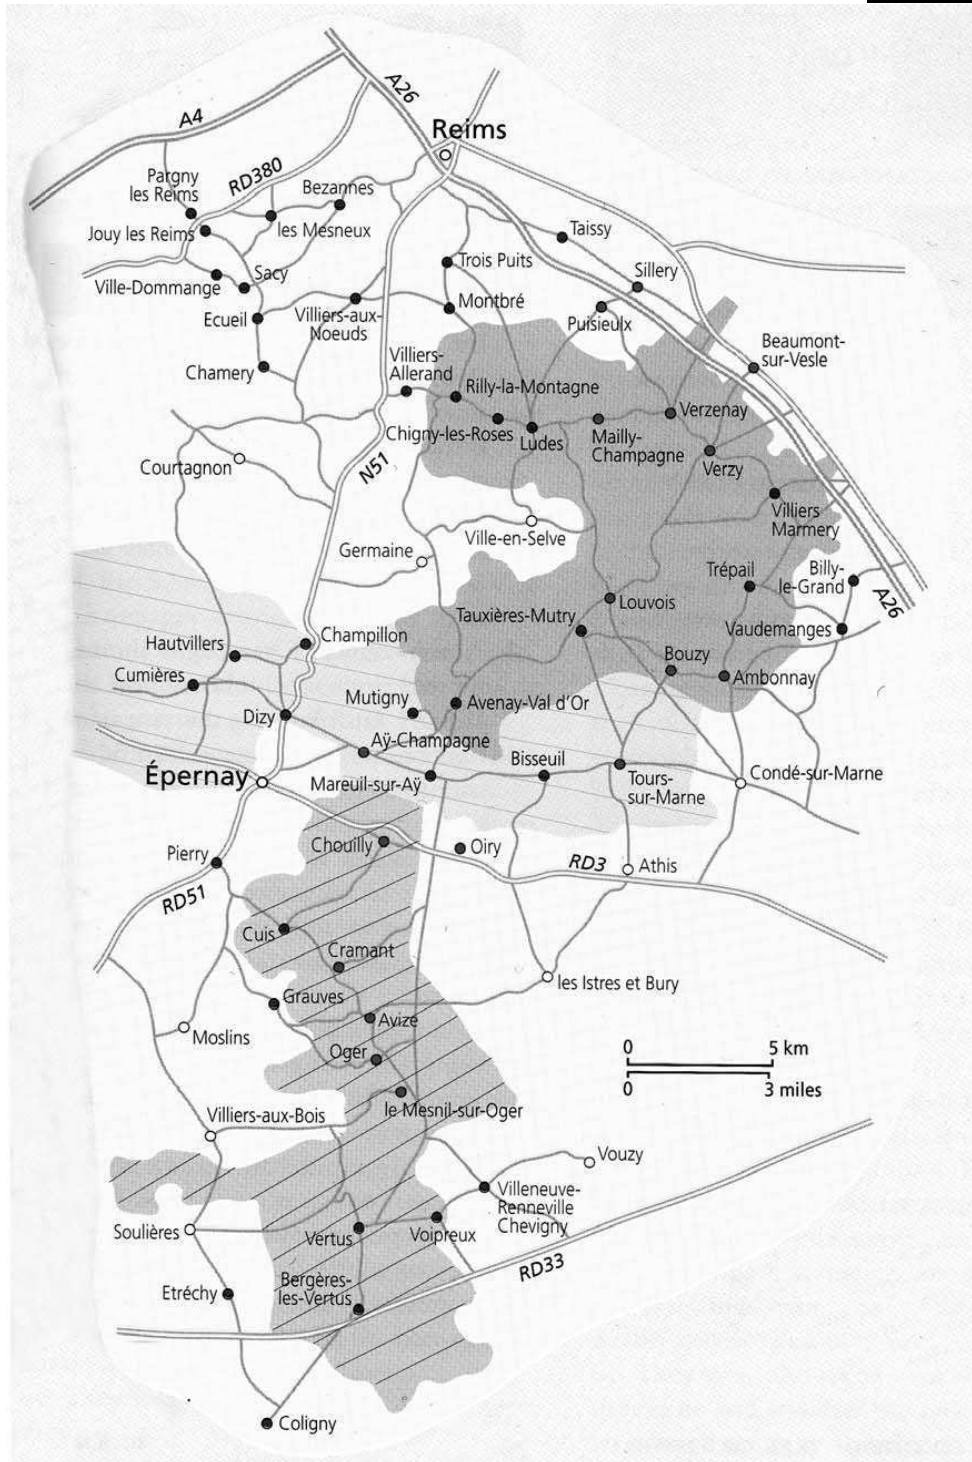 A26
A4
Reims
Pargny
les Reims
RD380
Bezannes
les Mesneux
Jouy les Reims
Taissy
Trois Puits
Sillery
Sacy
Ville-Dommange
Montbré
Villiers-aux-
Noeuds
Ecueil
Puisieulx
Beaumont-
sur-Vesle
Villiers-
Allerand
Chamery
Rilly-la-Montagne
Verzenay
Chigny-les-Roses
Ludes
Mailly-
Champagne
Courtagnon
N51
Verzy
Villiers
Marmery
Ville-en-Selve
Germaine
Trépail
Billy-
le-Grand
A26
Louvois
Tauxières-Mutry
Vaudemanges
Champillon
Hautvillers
Bouzy
Cumières
Ambonnay
Mutigny
Avenay-Val d'Or
Dizy
Aÿ-Champagne
Bisseuil
Épernay
Mareuil-sur-Aÿ
Tours-
sur-Marne
Condé-sur-Marne
Chouilly
Oiry
Pierry
RD3
Athis
RD51
Cuis
Cramant
les Istres et Bury
Grauves
Avize
Moslins
Oger
0
5 km
0
3 miles
le Mesnil-sur-Oger
Villiers-aux-Bois
Vouzy
Villeneuve-
Renneville
Chevigny
Soulières
Vertus
Voipreux
RD33
Etréchy
Bergères-
les-Vertus
Coligny